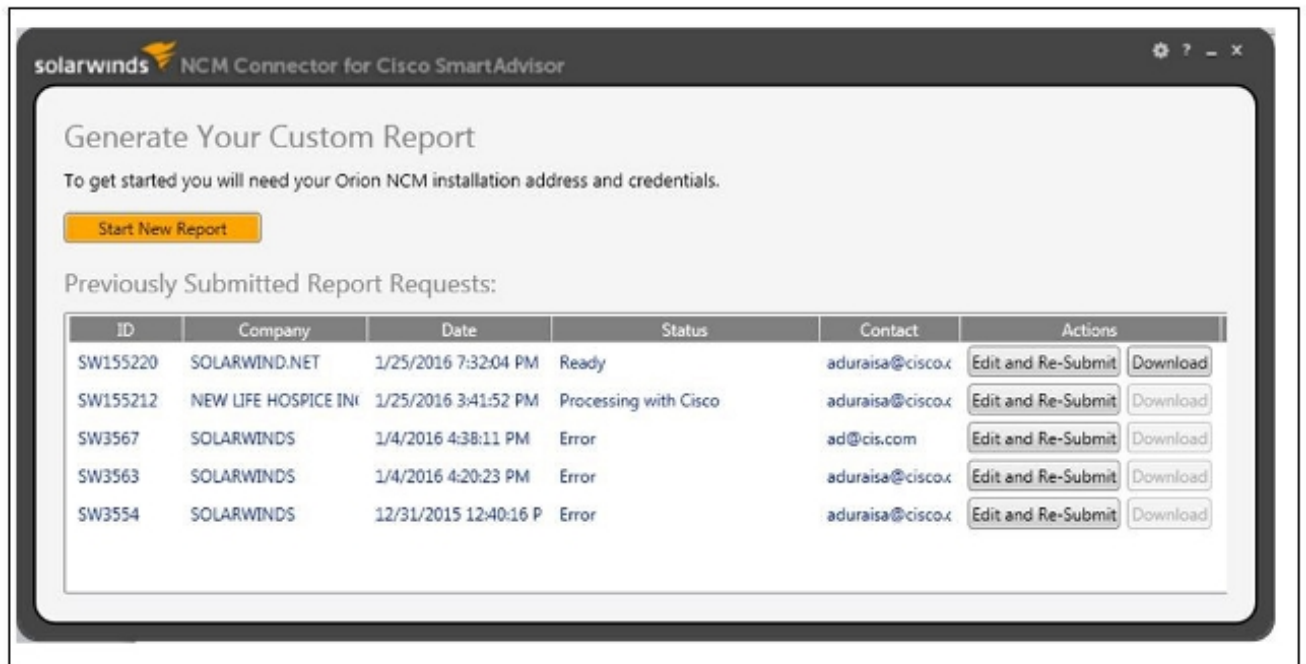 solarwinds NCM Connector for Cisco SmartAdvisor ? _ x
Generate Your Custom Report
To get started you will need your Orion NCM installation address and credentials.
Start New Report
Previously Submitted Report Requests:
ID Company Date Status Contact Actions
SW155220 SOLARWIND.NET 1/25/2016 7:32:04 PM Ready aduraisa@cisco.c Edit and Re-Submit Download
SW155212 NEW LIFE HOSPICE IN( 1/25/2016 3:41:52 PM Processing with Cisco aduraisa@cisco.c Edit and Re-Submit Download
SW3567 SOLARWINDS 1/4/2016 4:38:11 PM Error ad@cis.com Edit and Re-Submit Download
SW3563 SOLARWINDS 1/4/2016 4:20:23 PM Error aduraisa@cisco.c Edit and Re-Submit Download
SW3554 SOLARWINDS 12/31/2015 12:40:16 P Error aduraisa@cisco.c Edit and Re-Submit Download